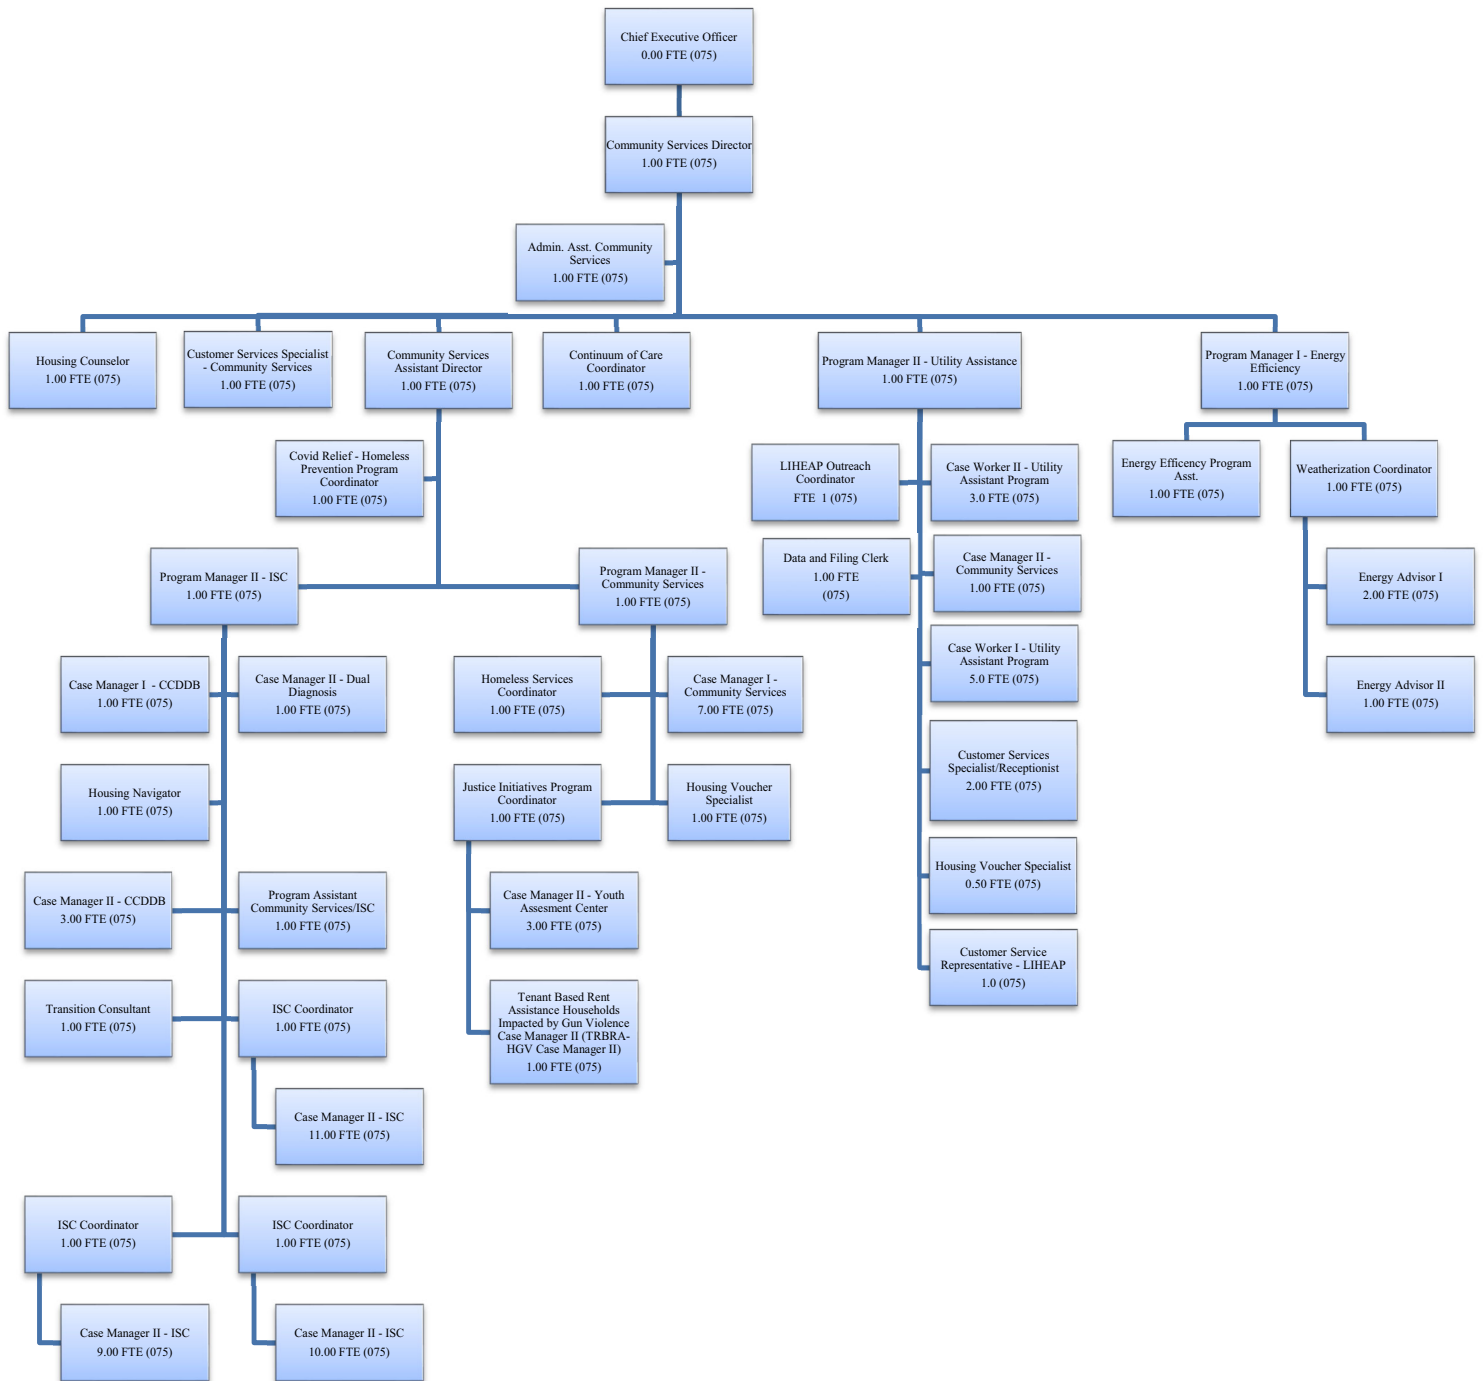 Chief Executive Officer
0.00 FTE (075)
Community Services Director
1.00 FTE (075)
Admin. Asst. Community
Services
1.00 FTE (075)
Housing Counselor
1.00 FTE (075)
Customer Services Specialist
- Community Services
1.00 FTE (075)
Community Services
Assistant Director
1.00 FTE (075)
Continuum of Care
Coordinator
1.00 FTE (075)
Program Manager II - Utility Assistance
1.00 FTE (075)
Program Manager I - Energy
Efficiency
1.00 FTE (075)
Covid Relief - Homeless
Prevention Program
Coordinator
1.00 FTE (075)
LIHEAP Outreach
Coordinator
FTE 1 (075)
Case Worker II - Utility
Assistant Program
3.0 FTE (075)
Energy Efficency Program
Asst.
1.00 FTE (075)
Weatherization Coordinator
1.00 FTE (075)
Program Manager II - ISC
1.00 FTE (075)
Program Manager II -
Community Services
1.00 FTE (075)
Data and Filing Clerk
1.00 FTE
(075)
Case Manager II -
Community Services
1.00 FTE (075)
Energy Advisor I
2.00 FTE (075)
Case Manager I - CCDDB
1.00 FTE (075)
Case Manager II - Dual
Diagnosis
1.00 FTE (075)
Homeless Services
Coordinator
1.00 FTE (075)
Case Manager I -
Community Services
7.00 FTE (075)
Case Worker I - Utility
Assistant Program
5.0 FTE (075)
Energy Advisor II
1.00 FTE (075)
Housing Navigator
1.00 FTE (075)
Justice Initiatives Program
Coordinator
1.00 FTE (075)
Housing Voucher
Specialist
1.00 FTE (075)
Customer Services
Specialist/Receptionist
2.00 FTE (075)
Case Manager II - CCDDB
3.00 FTE (075)
Program Assistant
Community Services/ISC
1.00 FTE (075)
Case Manager II - Youth
Assesment Center
3.00 FTE (075)
Housing Voucher Specialist
0.50 FTE (075)
Transition Consultant
1.00 FTE (075)
ISC Coordinator
1.00 FTE (075)
Tenant Based Rent
Assistance Households
Impacted by Gun Violence
Case Manager II (TRBRA-
HGV Case Manager II)
1.00 FTE (075)
Customer Service
Representative - LIHEAP
1.0 (075)
Case Manager II - ISC
11.00 FTE (075)
ISC Coordinator
1.00 FTE (075)
ISC Coordinator
1.00 FTE (075)
Case Manager II - ISC
9.00 FTE (075)
Case Manager II - ISC
10.00 FTE (075)